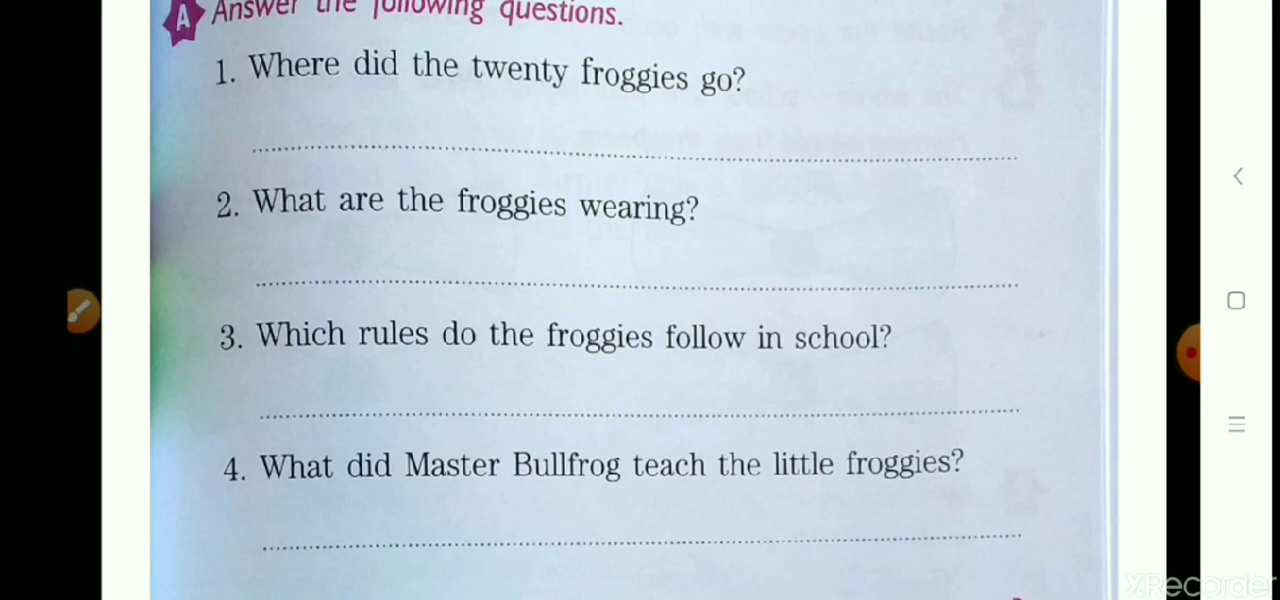 A Answer the following questions.
1. Where did the twenty froggies go?
2. What are the froggies wearing?
3. Which rules do the froggies follow in school?
4. What did Master Bullfrog teach the little froggies?
XRecorder